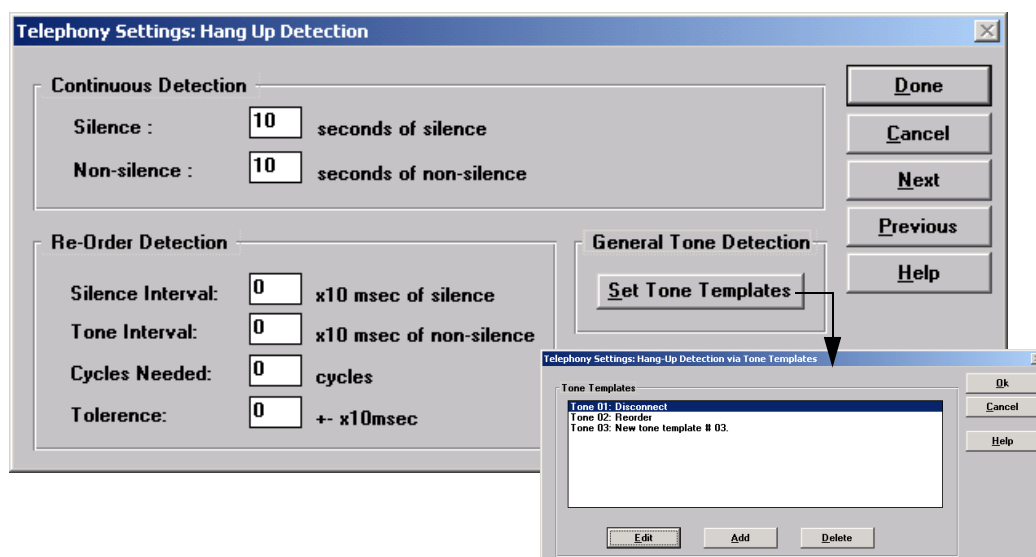 Telephony Settings: Hang Up Detection
Continuous Detection
Silence : 10 seconds of silence
Non-silence : 10 seconds of non-silence
Done
Cancel
Next
Previous
Help
Re-Order Detection
Silence Interval: 0 x10 msec of silence
Tone Interval: 0 x10 msec of non-silence
Cycles Needed: 0 cycles
Tolerence: 0 +- x10msec
General Tone Detection
Set Tone Templates
Telephony Settings: Hang-Up Detection via Tone Templates
Tone Templates
Tone 01: Disconnect
Tone 02: Reorder
Tone 03: New tone template # 03.
Ok
Cancel
Help
Edit Add Delete